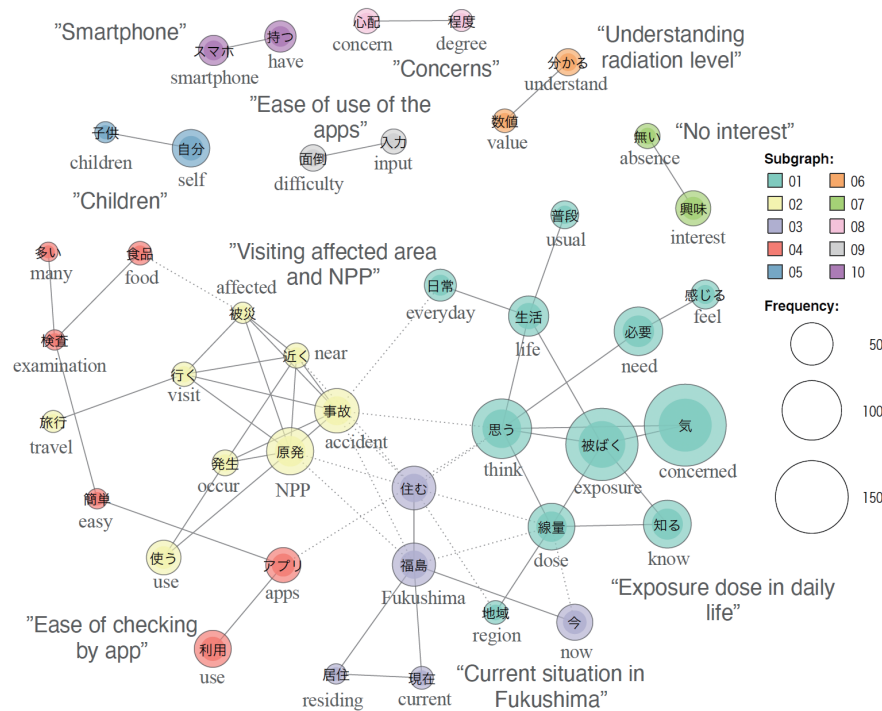 ”Smartphone”
スマホ
smartphone
持つ
have
心配
concern
程度
degree
”Concerns”
”Understanding
radiation level”
分かる
understand
数値
value
”Ease of use of the
apps”
面倒
difficulty
入力
input
子供
children
自分
self
”Children”
”No interest”
無い
absence
興味
interest
Subgraph:
01
02
03
04
05
06
07
08
09
10
Frequency:
50
100
150
”Visiting affected area
and NPP”
多い
many
食品
food
検査
examination
簡単
easy
アプリ
apps
利用
use
”Ease of checking
by app”
affected
被災
近く
near
行く
visit
旅行
travel
事故
accident
原発
NPP
発生
occur
使う
use
普段
usual
日常
everyday
生活
life
必要
need
感じる
feel
思う
think
被ばく
exposure
気
concerned
線量
dose
知る
know
地域
region
”Exposure dose in daily
life”
住む
福島
Fukushima
今
now
居住
residing
現在
current
”Current situation in
Fukushima”